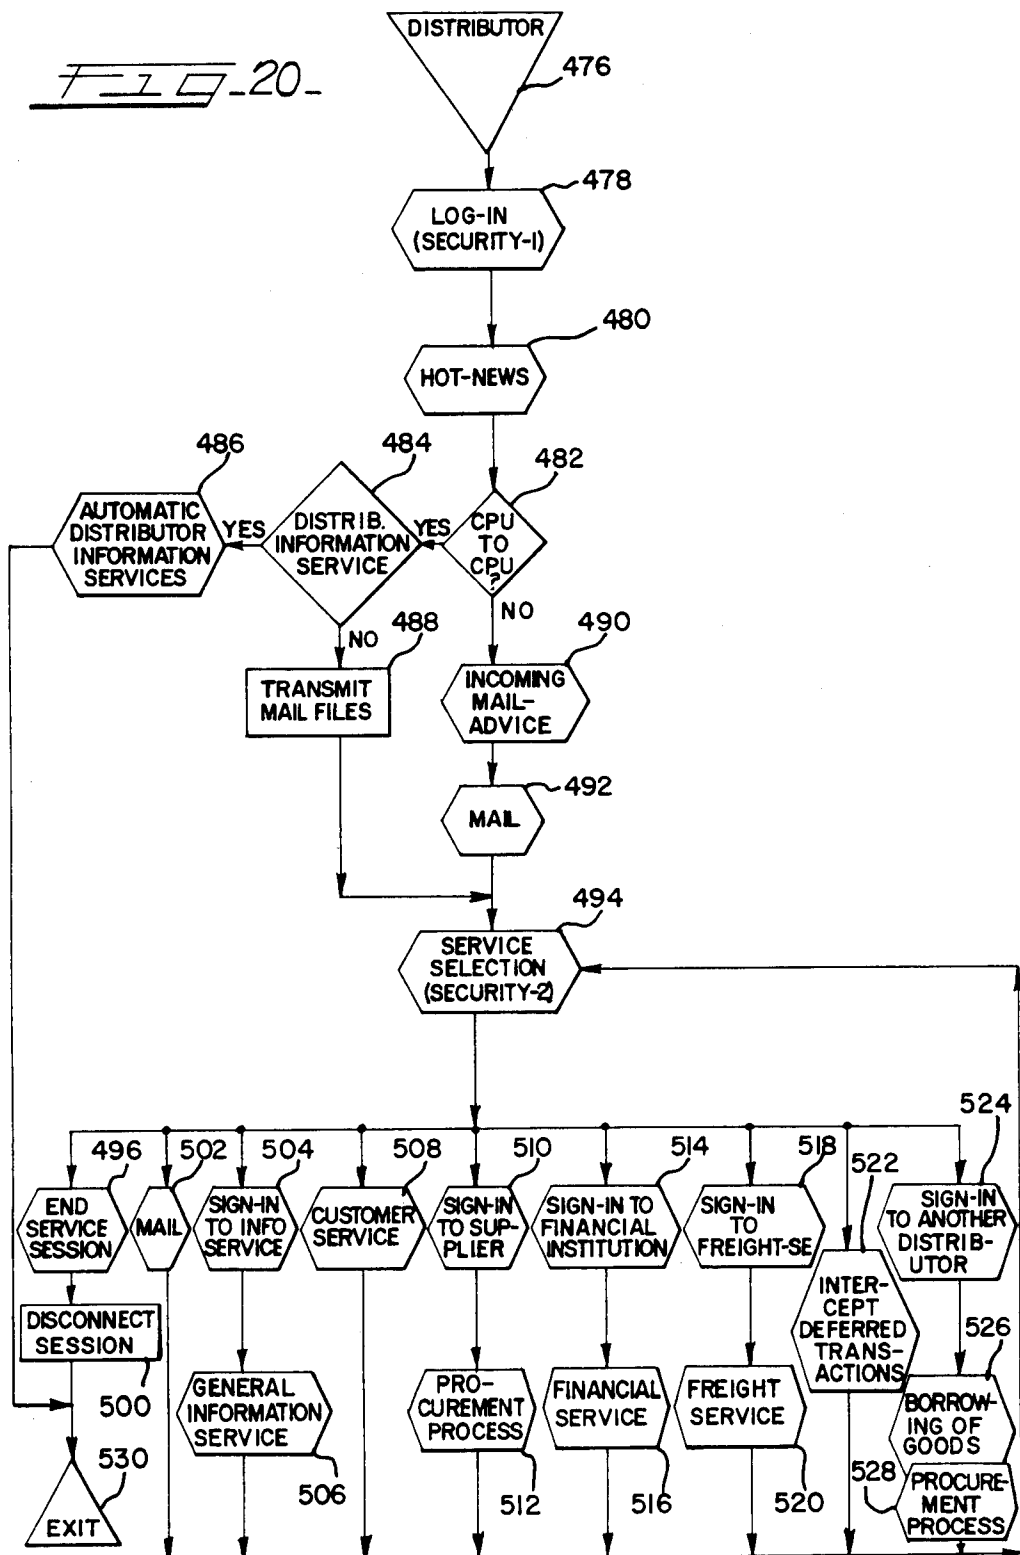 DISTRIBUTOR
Fig_20_
476
478
LOG-IN
(SECURITY-1)
480
HOT-NEWS
486
484
482
AUTOMATIC
DISTRIBUTOR
INFORMATION
SERVICES
YES
DISTRIB.
INFORMATION
SERVICE
YES
CPU
TO
CPU
?
NO
NO
488
490
TRANSMIT
MAIL FILES
INCOMING
MAIL-
ADVICE
492
MAIL
494
SERVICE
SELECTION
(SECURITY-2)
496
502
504
508
510
514
518
522
524
END
SERVICE
SESSION
MAIL
SIGN-IN
TO INFO
SERVICE
CUSTOMER
SERVICE
SIGN-IN
TO SUP-
PLIER
SIGN-IN TO
FINANCIAL
INSTITUTION
SIGN-IN
TO
FREIGHT-SE
INTER-
CEPT
DEFERRED
TRANS-
ACTIONS
SIGN-IN
TO ANOTHER
DISTRIB-
UTOR
DISCONNECT
SESSION
500
526
GENERAL
INFORMATION
SERVICE
506
PRO-
CUREMENT
PROCESS
512
FINANCIAL
SERVICE
516
FREIGHT
SERVICE
520
BORROW-
ING OF
GOODS
528
PROCURE-
MENT
PROCESS
530
EXIT